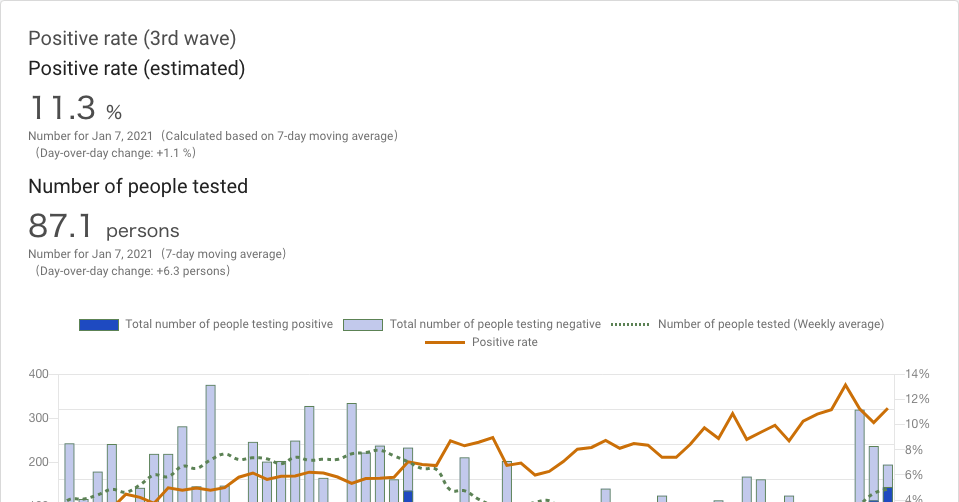 Positive rate (3rd wave)
Positive rate (estimated)
11.3 %
Number for Jan 7, 2021 (Calculated based on 7-day moving average)
(Day-over-day change: +1.1 %)
Number of people tested
87.1 persons
Number for Jan 7, 2021 (7-day moving average)
(Day-over-day change: +6.3 persons)
Total number of people testing positive Total number of people testing negative Number of people tested (Weekly average)
Positive rate
400 14%
12%
300 10%
200 8%
6%
4%